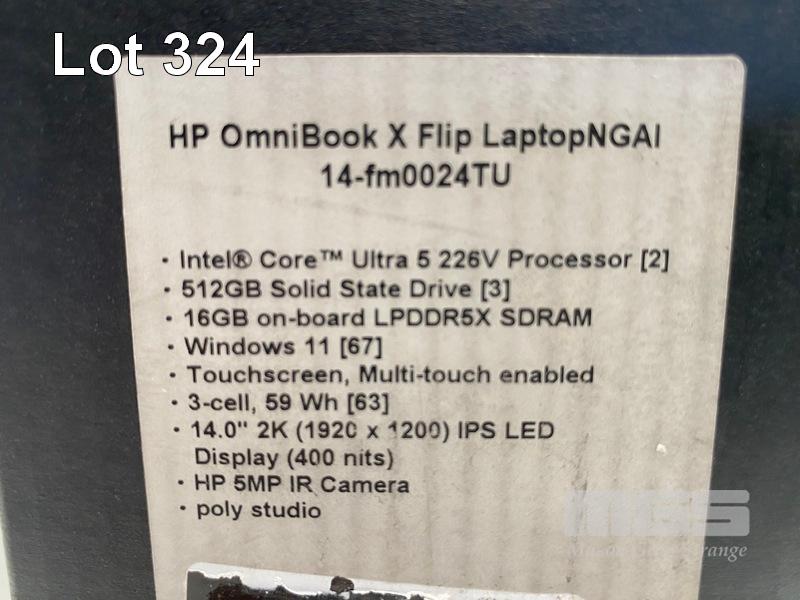 Lot 324
HP OmniBook X Flip LaptopNGAI
14-fm0024TU
• Intel® Core™ Ultra 5 226V Processor [2]
• 512GB Solid State Drive [3]
• 16GB on-board LPDDR5X SDRAM
• Windows 11 [67]
• Touchscreen, Multi-touch enabled
• 3-cell, 59 Wh [63]
• 14.0" 2K (1920 x 1200) IPS LED
Display (400 nits)
• HP 5MP IR Camera
• poly studio
MGS